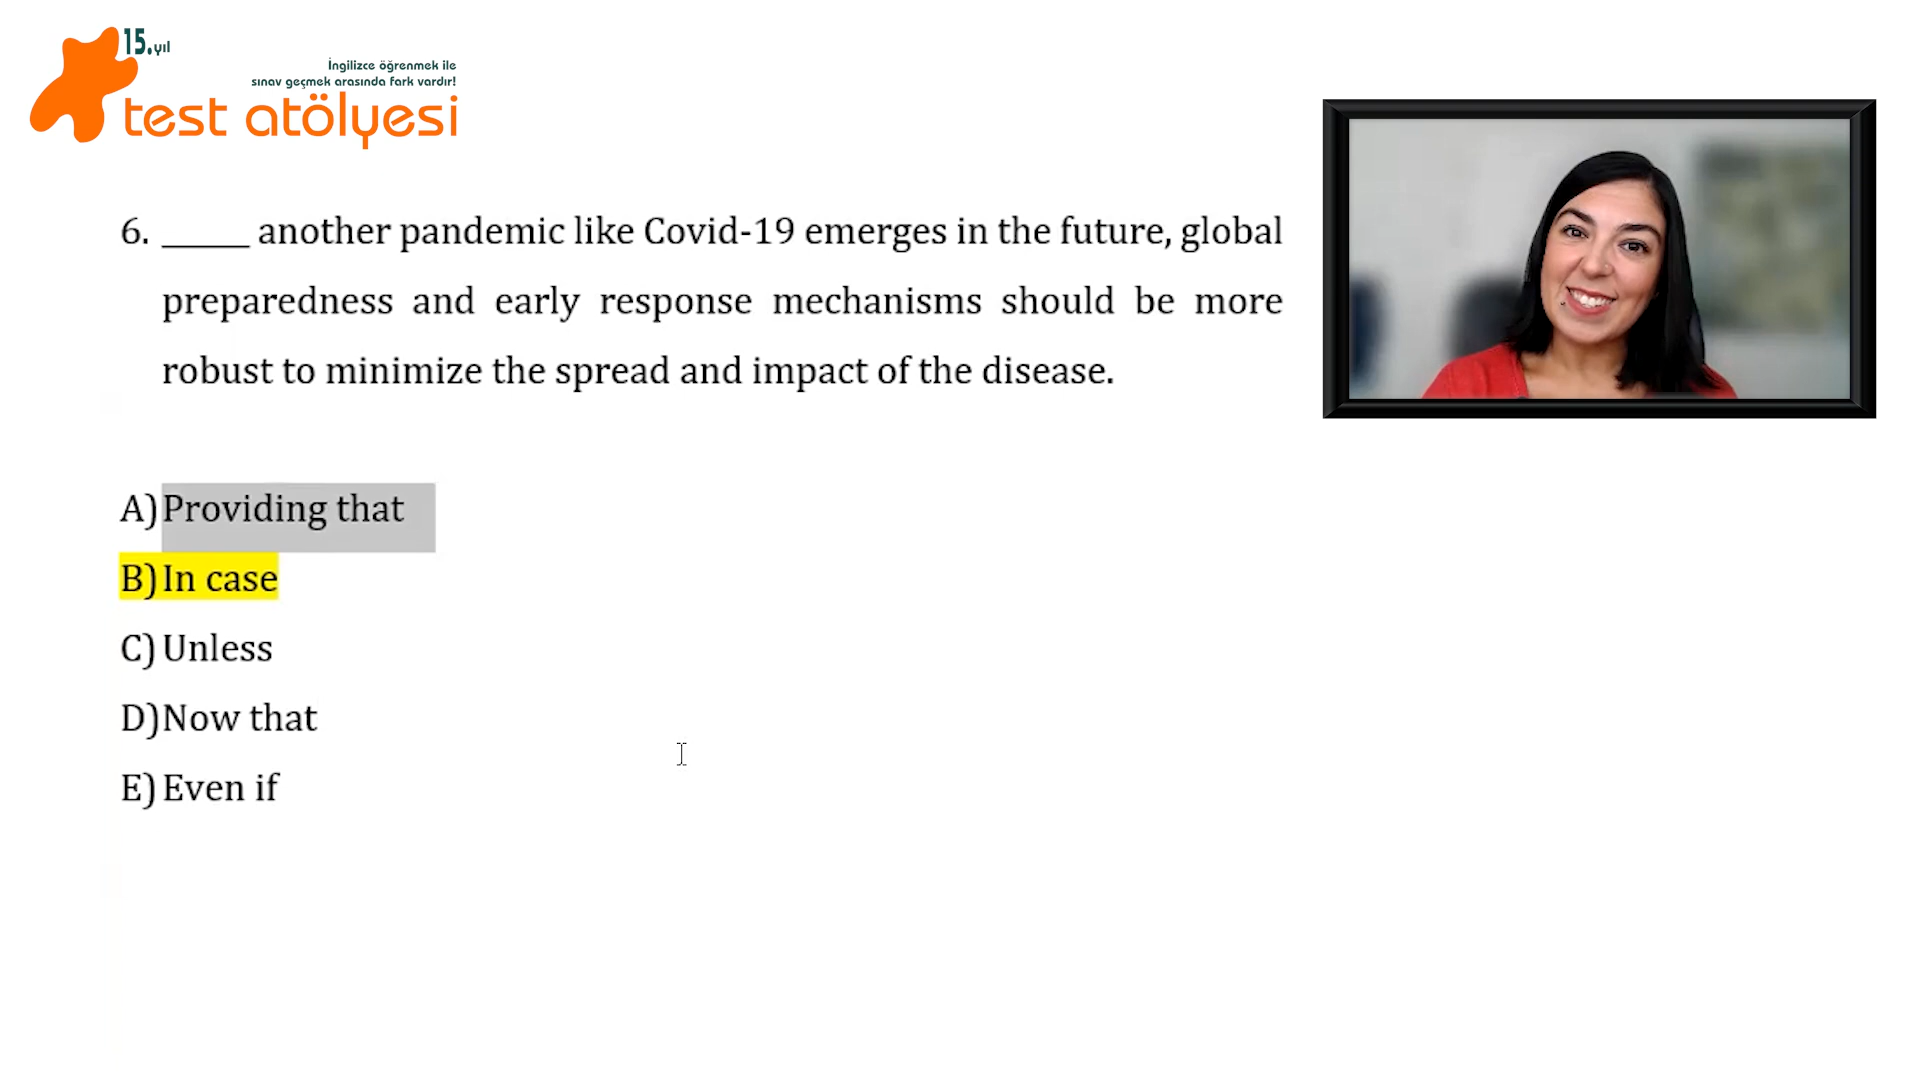 15.yıl
İngilizce öğrenmek ile
sınav geçmek arasında fark vardır!
test atölyesi
6. _____ another pandemic like Covid-19 emerges in the future, global
preparedness and early response mechanisms should be more
robust to minimize the spread and impact of the disease.
A) Providing that
B) In case
C) Unless
D) Now that
E) Even if